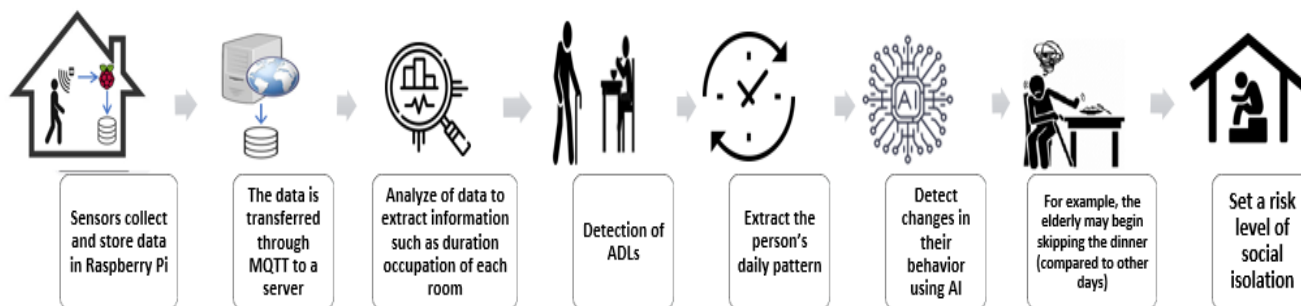 Sensors collect
and store data
in Raspberry Pi
The data is
transferred
through
MQTT to a
server
Analyze of data to
extract information
such as duration
occupation of each
room
Detection of
ADLs
Extract the
person's
daily pattern
AI
Detect
changes in
their
behavior
using AI
For example, the
elderly may begin
skipping the dinner
(compared to other
days)
Set a risk
level of
social
isolation